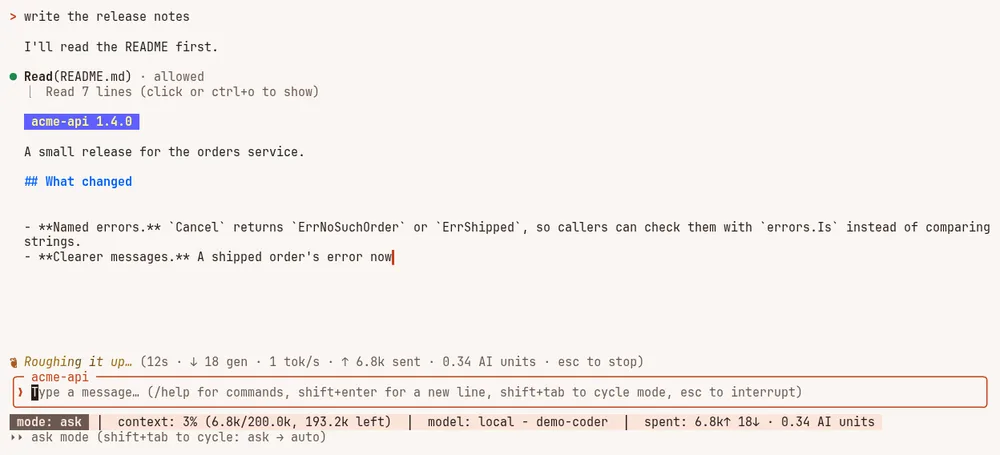 > write the release notes
I'll read the README first.
● Read(README.md) · allowed
⎿ Read 7 lines (click or ctrl+o to show)
acme-api 1.4.0
A small release for the orders service.
## What changed
- **Named errors.** `Cancel` returns `ErrNoSuchOrder` or `ErrShipped`, so callers can check them with `errors.Is` instead of comparing
strings.
- **Clearer messages.** A shipped order's error now
Roughing it up… (12s · ↓ 18 gen · 1 tok/s · ↑ 6.8k sent · 0.34 AI units · esc to stop)
acme-api
❯ Type a message… (/help for commands, shift+enter for a new line, shift+tab to cycle mode, esc to interrupt)
mode: ask | context: 3% (6.8k/200.0k, 193.2k left) | model: local - demo-coder | spent: 6.8k↑ 18↓ · 0.34 AI units
▸▸ ask mode (shift+tab to cycle: ask → auto)